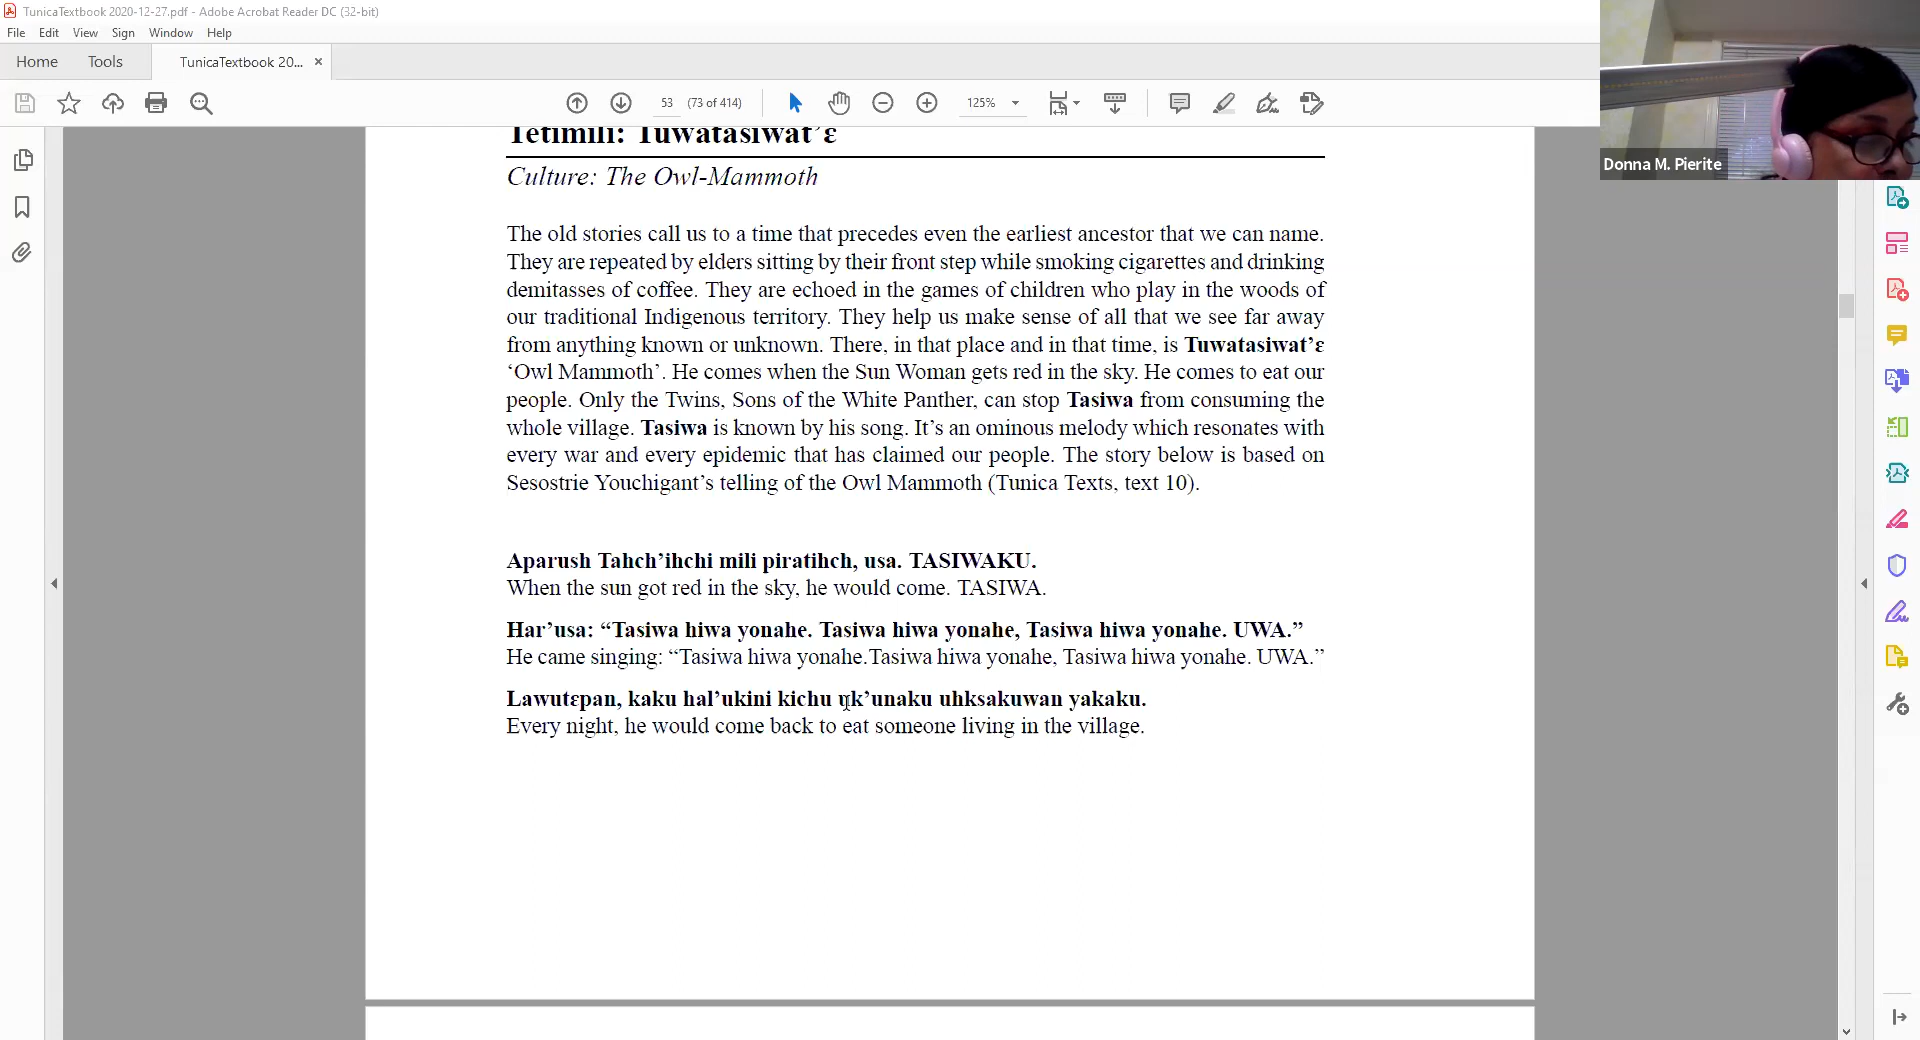 TunicaTextbook 2020-12-27.pdf - Adobe Acrobat Reader DC (32-bit)
File Edit View Sign Window Help
Home Tools TunicaTextbook 20... ×
53 (73 of 414) 125%
Donna M. Pierite
Tetimili: Tuwatasiwat’ɛ
Culture: The Owl-Mammoth
The old stories call us to a time that precedes even the earliest ancestor that we can name.
They are repeated by elders sitting by their front step while smoking cigarettes and drinking
demitasses of coffee. They are echoed in the games of children who play in the woods of
our traditional Indigenous territory. They help us make sense of all that we see far away
from anything known or unknown. There, in that place and in that time, is Tuwatasiwat’ɛ
‘Owl Mammoth’. He comes when the Sun Woman gets red in the sky. He comes to eat our
people. Only the Twins, Sons of the White Panther, can stop Tasiwa from consuming the
whole village. Tasiwa is known by his song. It’s an ominous melody which resonates with
every war and every epidemic that has claimed our people. The story below is based on
Sesostrie Youchigant’s telling of the Owl Mammoth (Tunica Texts, text 10).
Aparush Tahch’ihchi mili piratihch, usa. TASIWAKU.
When the sun got red in the sky, he would come. TASIWA.
Har’usa: “Tasiwa hiwa yonahe. Tasiwa hiwa yonahe, Tasiwa hiwa yonahe. UWA.”
He came singing: “Tasiwa hiwa yonahe.Tasiwa hiwa yonahe, Tasiwa hiwa yonahe. UWA.”
Lawutɛpan, kaku hal’ukini kichu uk’unaku uhksakuwan yakaku.
Every night, he would come back to eat someone living in the village.